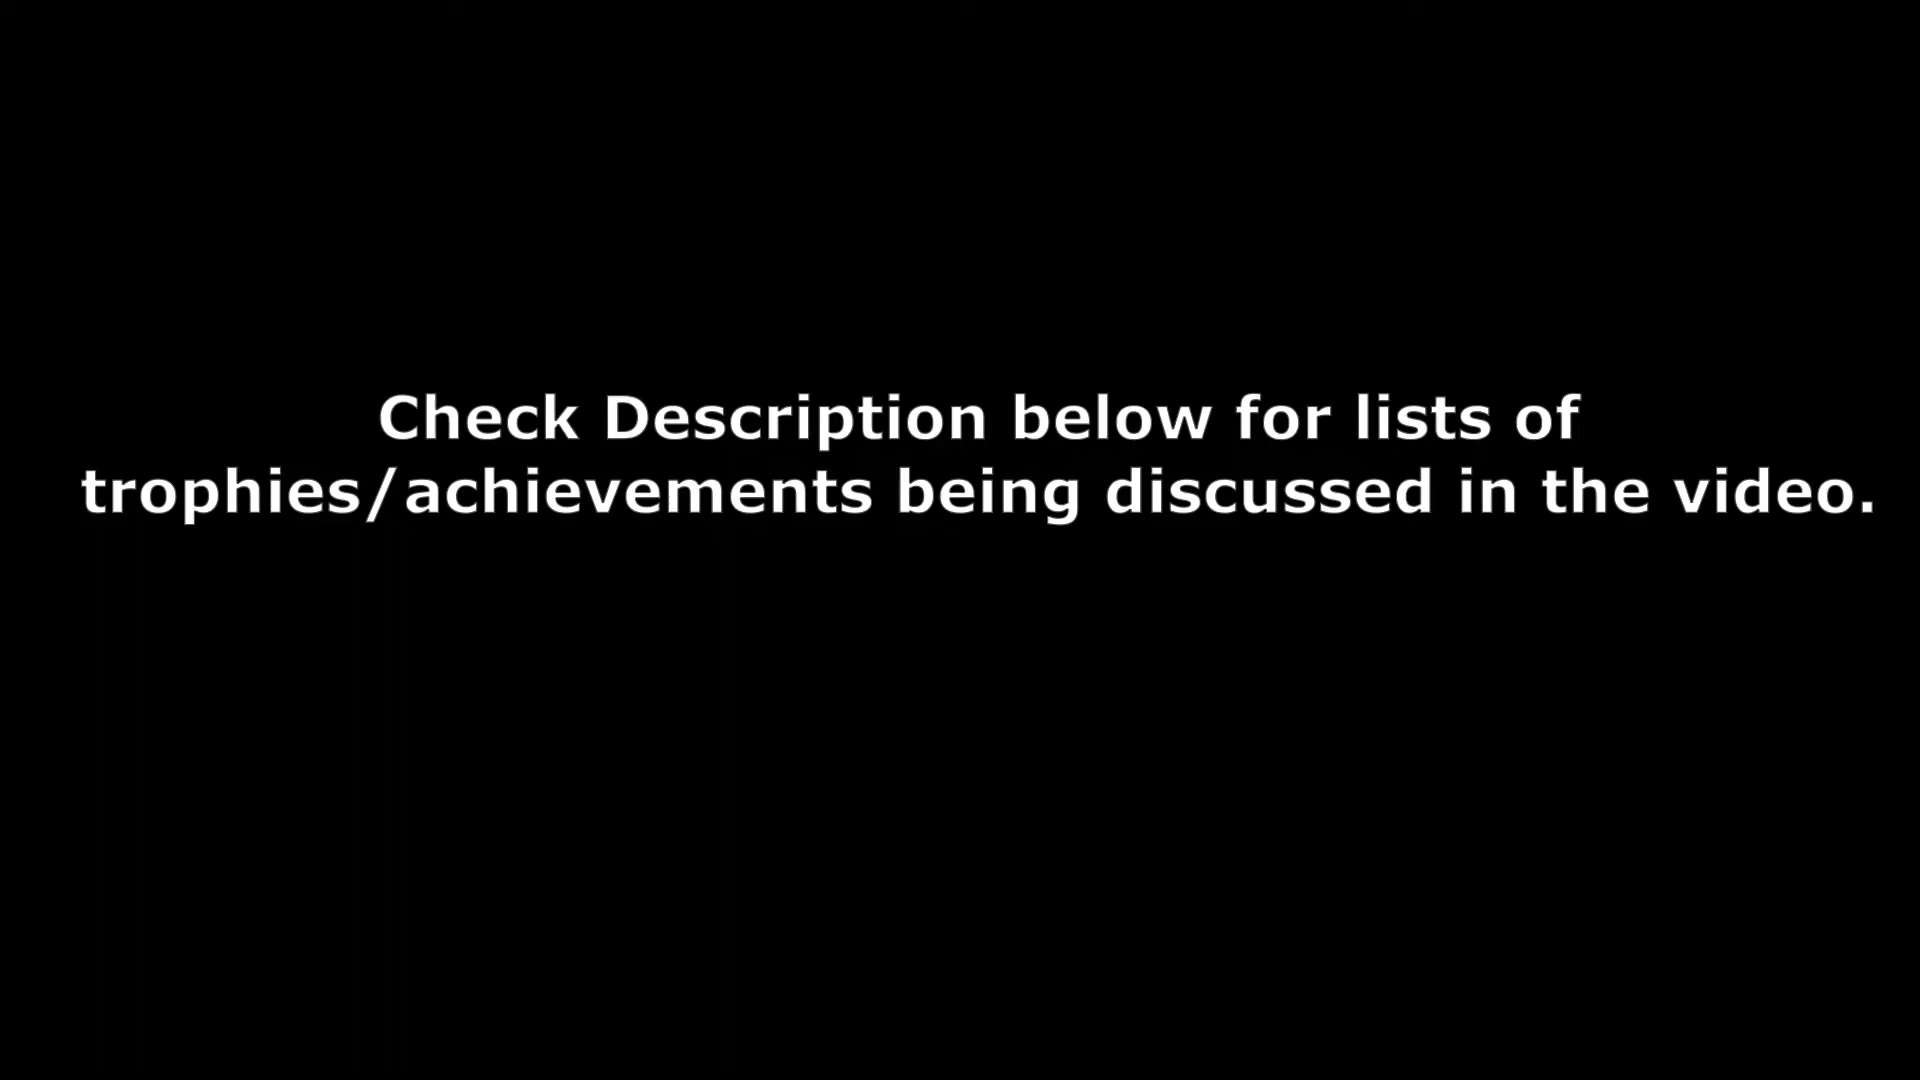 Check Description below for lists of
trophies/achievements being discussed in the video.